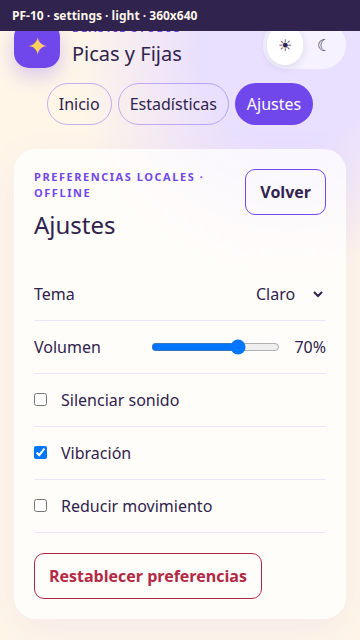 PF-10 · settings · light · 360x640
Picas y Fijas
Inicio
Estadísticas
Ajustes
PREFERENCIAS LOCALES ·
OFFLINE
Volver
Ajustes
Tema
Claro
Volumen
70%
Silenciar sonido
Vibración
Reducir movimiento
Restablecer preferencias